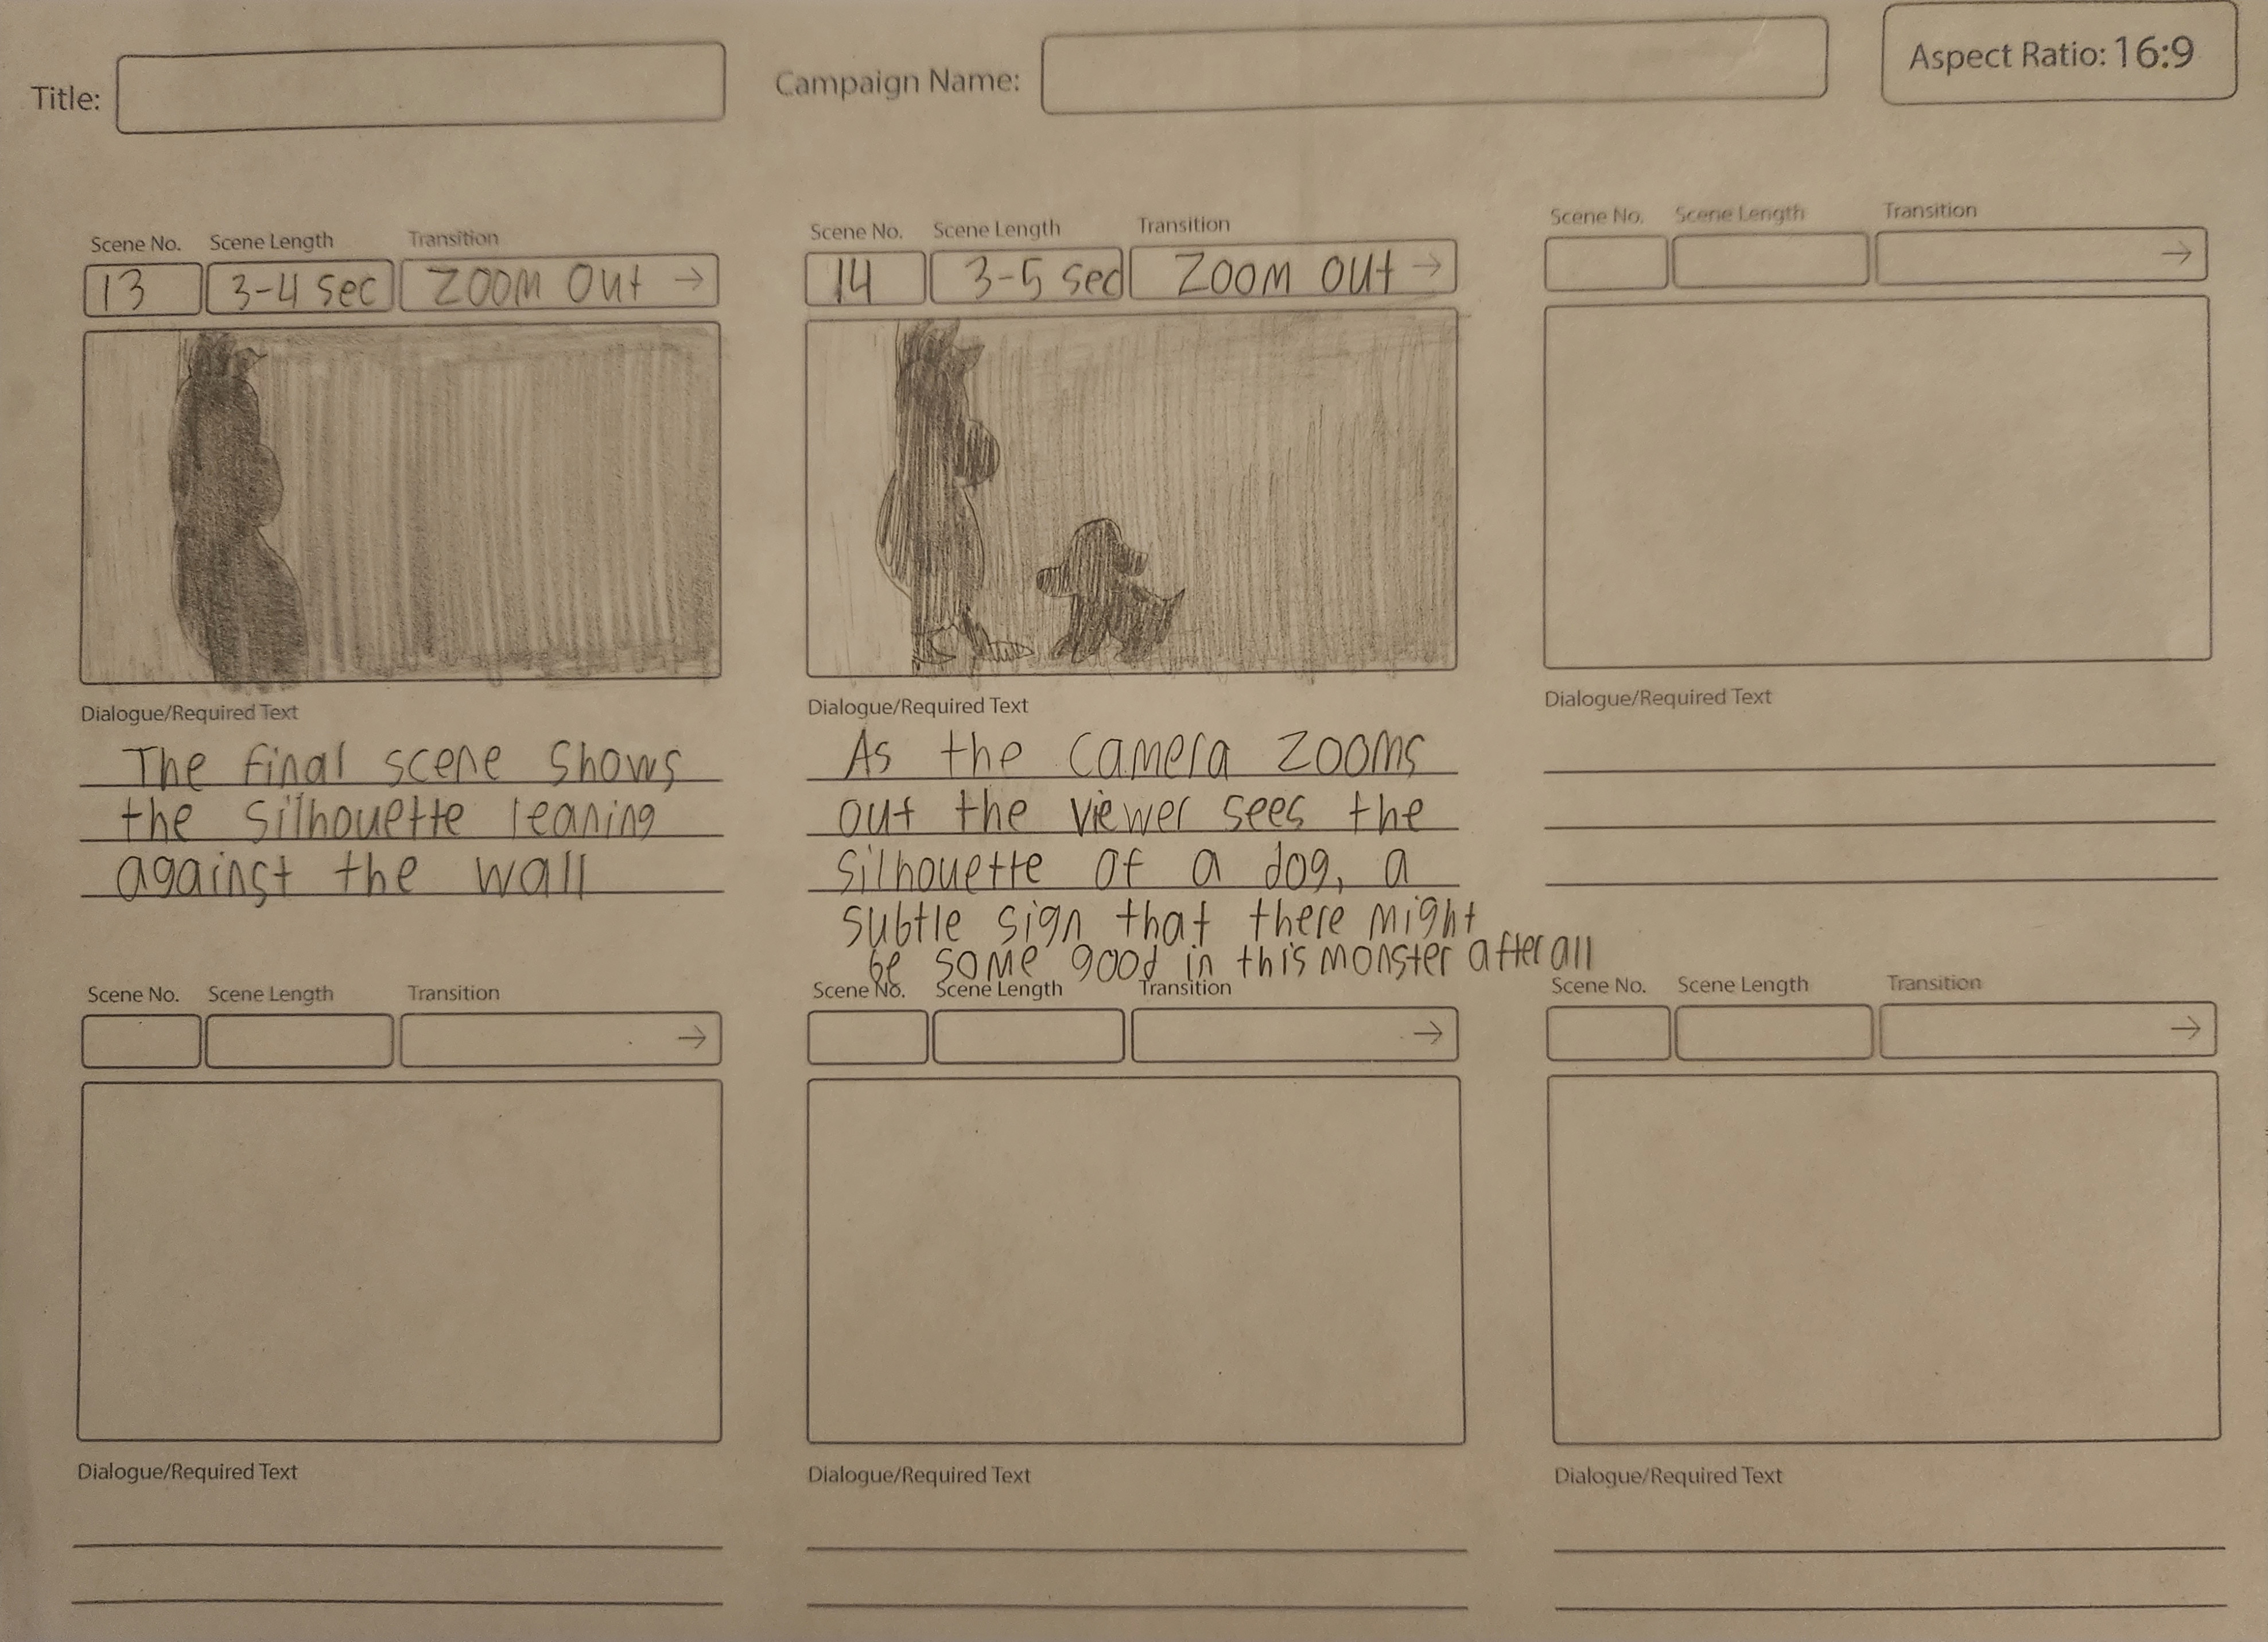 Title:
Campaign Name:
Aspect Ratio: 16:9
Scene No. Scene Length Transition
13 3-4 sec Zoom out →
Dialogue/Required Text
The final scene shows
the silhouette leaning
against the wall
Scene No. Scene Length Transition
14 3-5 sec Zoom out →
Dialogue/Required Text
As the camera zooms
out the viewer sees the
silhouette of a dog, a
subtle sign that there might
be some good in this monster after all
Scene No. Scene Length Transition
→
Dialogue/Required Text
Scene No. Scene Length Transition
→
Dialogue/Required Text
Scene No. Scene Length Transition
→
Dialogue/Required Text
Scene No. Scene Length Transition
→
Dialogue/Required Text